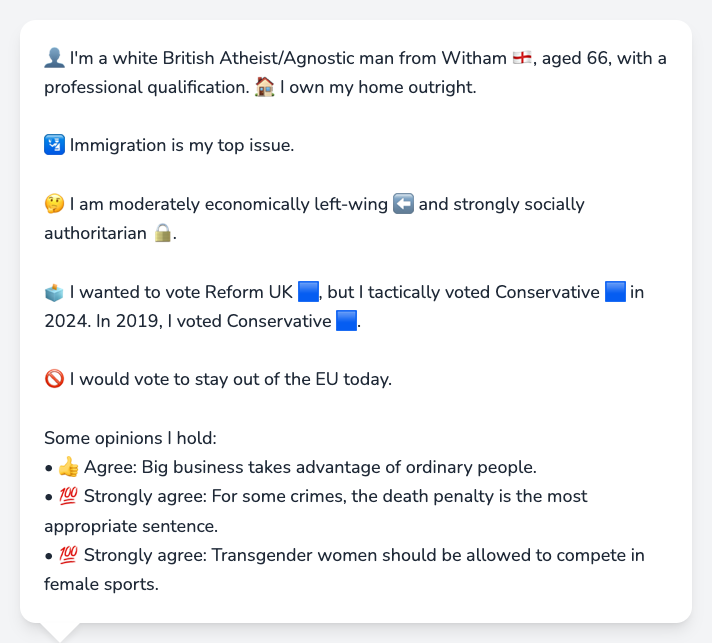 👤 I'm a white British Atheist/Agnostic man from Witham 🏴󠁧󠁢󠁥󠁮󠁧󠁿, aged 66, with a
professional qualification. 🏠 I own my home outright.
🛂 Immigration is my top issue.
🤔 I am moderately economically left-wing ⬅️ and strongly socially
authoritarian 🔒.
🗳️ I wanted to vote Reform UK 🟦, but I tactically voted Conservative 🟦 in
2024. In 2019, I voted Conservative 🟦.
🚫 I would vote to stay out of the EU today.
Some opinions I hold:
• 👍 Agree: Big business takes advantage of ordinary people.
• 💯 Strongly agree: For some crimes, the death penalty is the most
appropriate sentence.
• 💯 Strongly agree: Transgender women should be allowed to compete in
female sports.